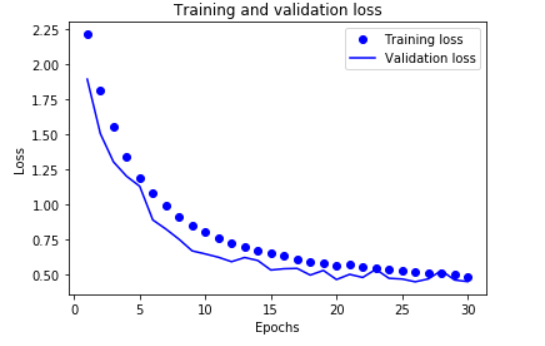 Training and validation loss
Training loss
Validation loss
2.25
2.00
1.75
1.50
1.25
1.00
0.75
0.50
Loss
0 5 10 15 20 25 30
Epochs